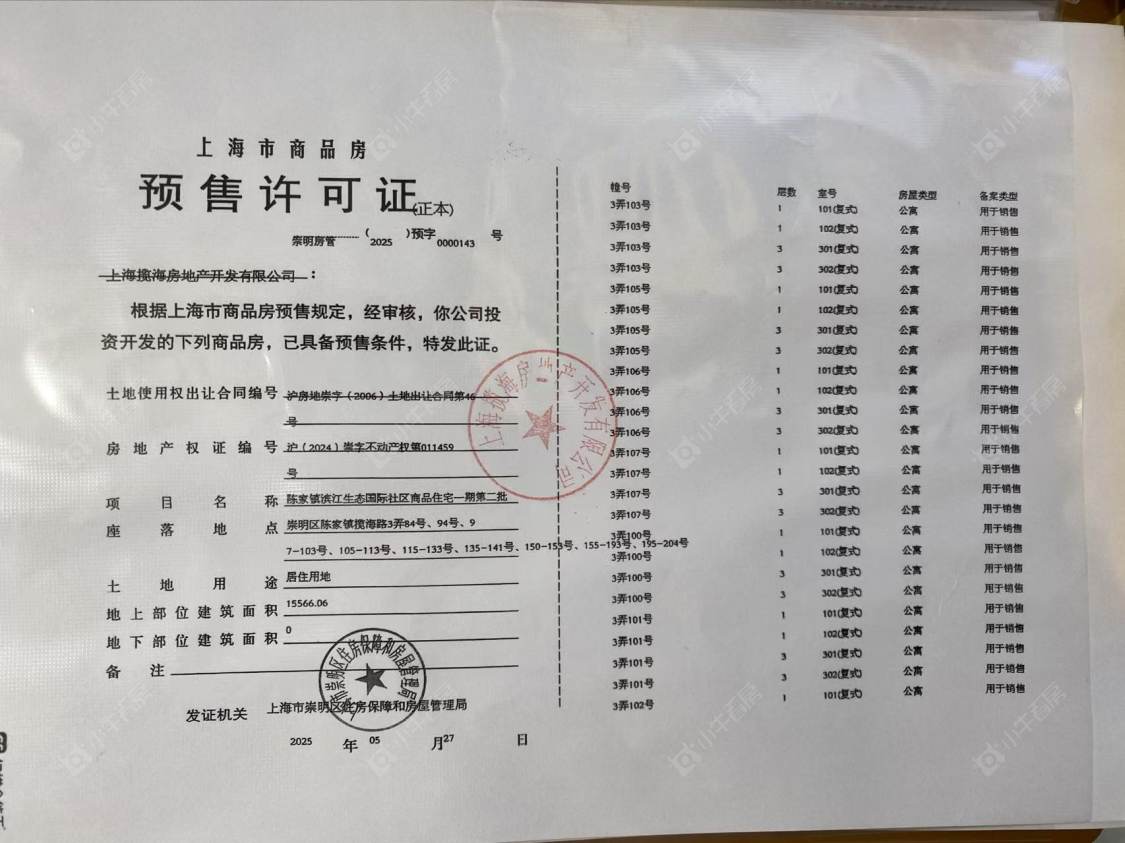 上海市商品房
预售许可证(正本)
崇明房管 (2025)预字0000143号
上海揽海房地产开发有限公司：
根据上海市商品房预售规定，经审核，你公司投
资开发的下列商品房，已具备预售条件，特发此证。
土地使用权出让合同编号 沪房地崇字（2006）土地出让合同第46
号
房地产权证编号 沪（2024）崇字不动产权第011459
号
项目名称 陈家镇滨江生态国际社区商品住宅一期第二批
座落地点 崇明区陈家镇揽海路3弄84号、94号、9
7-103号、105-113号、115-133号、135-141号、150-153号、155-193号、195-204号
土地用途 居住用地
地上部位建筑面积 15566.06
地下部位建筑面积 0
备注
发证机关 上海市崇明区住房保障和房屋管理局
2025 年 05 月 27 日
上海揽海房地产开发有限公司
幢号 层数 室号 房屋类型 备案类型
3弄103号 1 101(复式) 公寓 用于销售
3弄103号 1 102(复式) 公寓 用于销售
3弄103号 3 301(复式) 公寓 用于销售
3弄103号 3 302(复式) 公寓 用于销售
3弄105号 1 101(复式) 公寓 用于销售
3弄105号 1 102(复式) 公寓 用于销售
3弄105号 3 301(复式) 公寓 用于销售
3弄105号 3 302(复式) 公寓 用于销售
3弄106号 1 101(复式) 公寓 用于销售
3弄106号 1 102(复式) 公寓 用于销售
3弄106号 3 301(复式) 公寓 用于销售
3弄106号 3 302(复式) 公寓 用于销售
3弄107号 1 101(复式) 公寓 用于销售
3弄107号 1 102(复式) 公寓 用于销售
3弄107号 3 301(复式) 公寓 用于销售
3弄107号 3 302(复式) 公寓 用于销售
3弄100号 1 101(复式) 公寓 用于销售
3弄100号 1 102(复式) 公寓 用于销售
3弄100号 3 301(复式) 公寓 用于销售
3弄100号 3 302(复式) 公寓 用于销售
3弄101号 1 101(复式) 公寓 用于销售
3弄101号 1 102(复式) 公寓 用于销售
3弄101号 3 301(复式) 公寓 用于销售
3弄101号 3 302(复式) 公寓 用于销售
3弄102号 1 101(复式) 公寓 用于销售